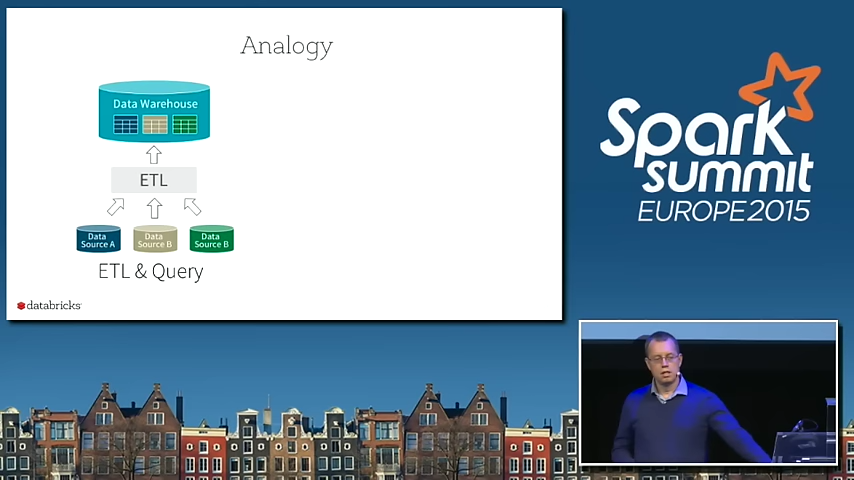 Analogy
Data Warehouse
ETL
Data
Source A
Data
Source B
Data
Source B
ETL & Query
databricks
Spark
summit
EUROPE 2015